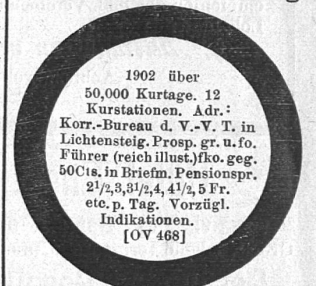 1902 über
50,000 Kurtage. 12
Kurstationen. Adr.:
Korr.-Bureau d. V.-V. T. in
Lichtensteig. Prosp. gr. u. fo.
Führer (reich illust.) fko. geg.
50Cts. in Briefm. Pensionspr.
2½,3,3½,4, 4½, 5 Fr.
etc. p. Tag. Vorzügl.
Indikationen.
[OV 468]